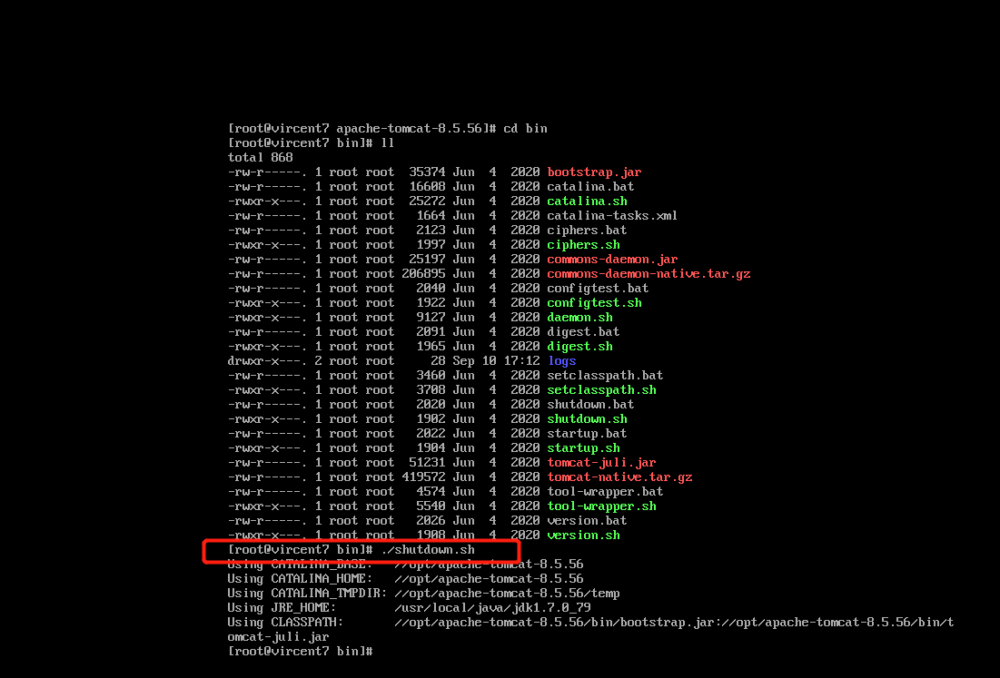 [root@vircent7 apache-tomcat-8.5.56]# cd bin
[root@vircent7 bin]# ll
total 868
-rw-r-----. 1 root root  35374 Jun  4  2020 bootstrap.jar
-rw-r-----. 1 root root  16608 Jun  4  2020 catalina.bat
-rwxr-x---. 1 root root  25272 Jun  4  2020 catalina.sh
-rw-r-----. 1 root root   1664 Jun  4  2020 catalina-tasks.xml
-rw-r-----. 1 root root   2123 Jun  4  2020 ciphers.bat
-rwxr-x---. 1 root root   1997 Jun  4  2020 ciphers.sh
-rw-r-----. 1 root root  25197 Jun  4  2020 commons-daemon.jar
-rw-r-----. 1 root root 206895 Jun  4  2020 commons-daemon-native.tar.gz
-rw-r-----. 1 root root   2040 Jun  4  2020 configtest.bat
-rwxr-x---. 1 root root   1922 Jun  4  2020 configtest.sh
-rwxr-x---. 1 root root   9127 Jun  4  2020 daemon.sh
-rw-r-----. 1 root root   2091 Jun  4  2020 digest.bat
-rwxr-x---. 1 root root   1965 Jun  4  2020 digest.sh
drwxr-x---. 2 root root     28 Sep 10 17:12 logs
-rw-r-----. 1 root root   3460 Jun  4  2020 setclasspath.bat
-rwxr-x---. 1 root root   3708 Jun  4  2020 setclasspath.sh
-rw-r-----. 1 root root   2020 Jun  4  2020 shutdown.bat
-rwxr-x---. 1 root root   1902 Jun  4  2020 shutdown.sh
-rw-r-----. 1 root root   2022 Jun  4  2020 startup.bat
-rwxr-x---. 1 root root   1904 Jun  4  2020 startup.sh
-rw-r-----. 1 root root  51231 Jun  4  2020 tomcat-juli.jar
-rw-r-----. 1 root root 419572 Jun  4  2020 tomcat-native.tar.gz
-rw-r-----. 1 root root   4574 Jun  4  2020 tool-wrapper.bat
-rwxr-x---. 1 root root   5540 Jun  4  2020 tool-wrapper.sh
-rw-r-----. 1 root root   2026 Jun  4  2020 version.bat
-rwxr-x---. 1 root root   1908 Jun  4  2020 version.sh
[root@vircent7 bin]# ./shutdown.sh
Using CATALINA_BASE:   //opt/apache-tomcat-8.5.56
Using CATALINA_HOME:   //opt/apache-tomcat-8.5.56
Using CATALINA_TMPDIR: //opt/apache-tomcat-8.5.56/temp
Using JRE_HOME:        /usr/local/java/jdk1.7.0_79
Using CLASSPATH:       //opt/apache-tomcat-8.5.56/bin/bootstrap.jar://opt/apache-tomcat-8.5.56/bin/t
omcat-juli.jar
[root@vircent7 bin]#